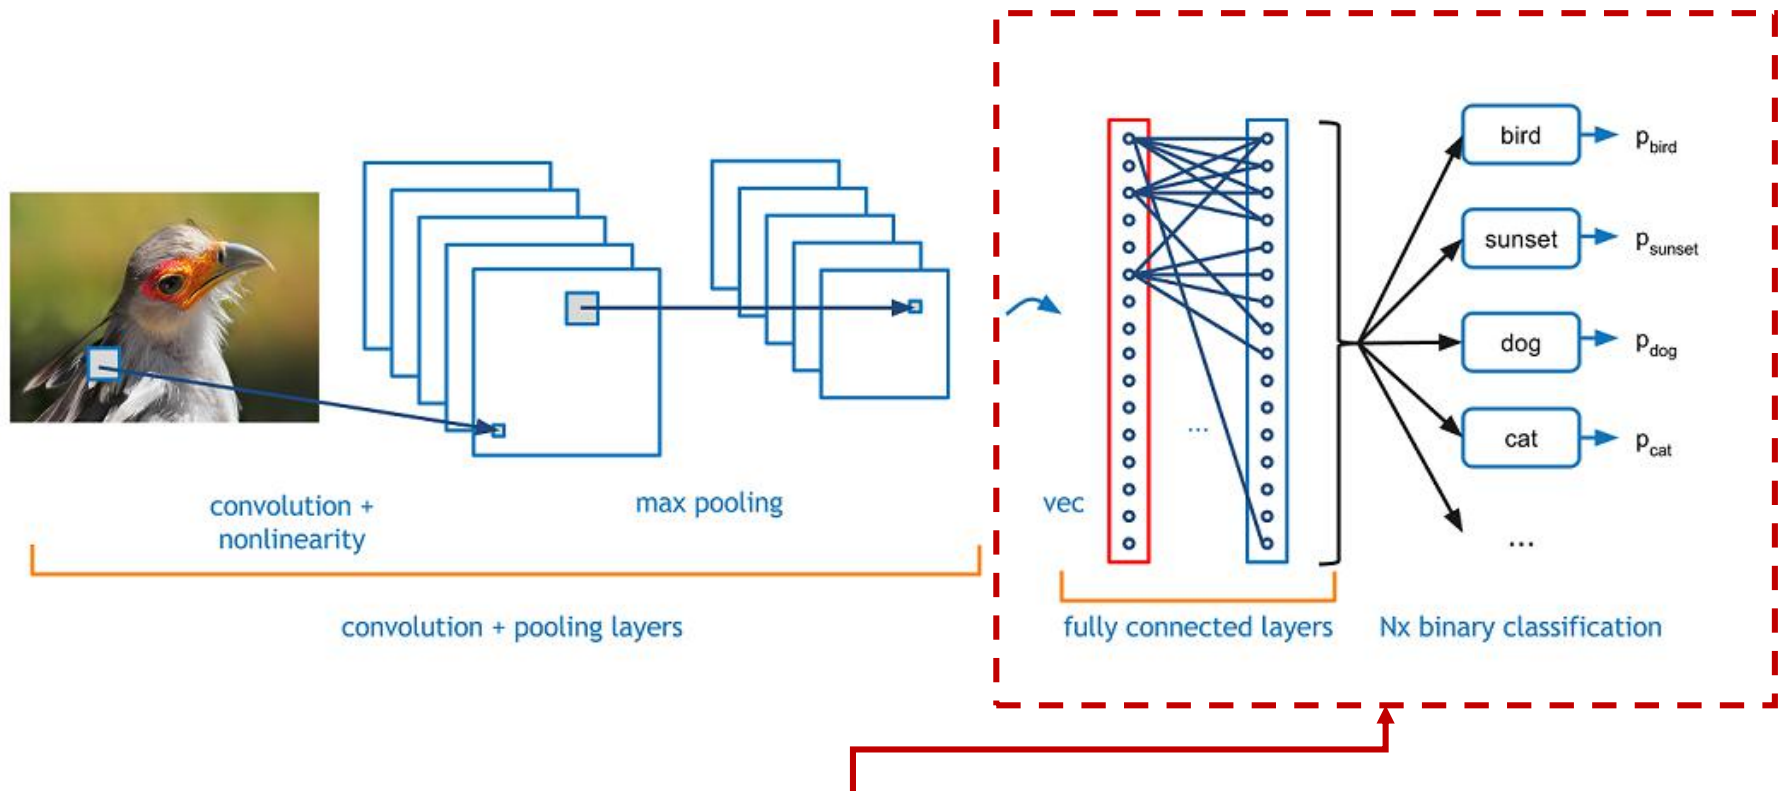 bird
p_bird
sunset
p_sunset
dog
p_dog
cat
p_cat
...
...
convolution +
nonlinearity
max pooling
vec
convolution + pooling layers
fully connected layers
Nx binary classification